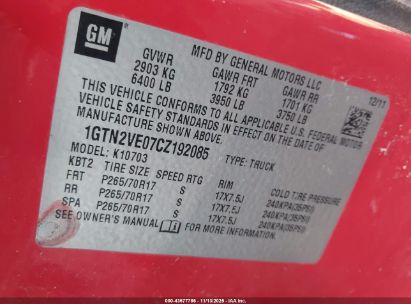 GM
MFD BY GENERAL MOTORS LLC
12/11
GVWR GAWR FRT GAWR RR
2903 KG 1792 KG 1701 KG
6400 LB 3950 LB 3750 LB
THIS VEHICLE CONFORMS TO ALL APPLICABLE U.S. FEDERAL MOTOR
VEHICLE SAFETY STANDARDS IN EFFECT ON THE DATE OF
MANUFACTURE SHOWN ABOVE.
1GTN2VE07CZ192085
MODEL: K10703 TYPE: TRUCK
KBT2 TIRE SIZE SPEED RTG RIM COLD TIRE PRESSURE
FRT P265/70R17 17X7.5J 240KPA(35PSI)
RR P265/70R17 17X7.5J 240KPA(35PSI)
SPA P265/70R17 17X7.5J 240KPA(35PSI)
SEE OWNER'S MANUAL FOR MORE INFORMATION